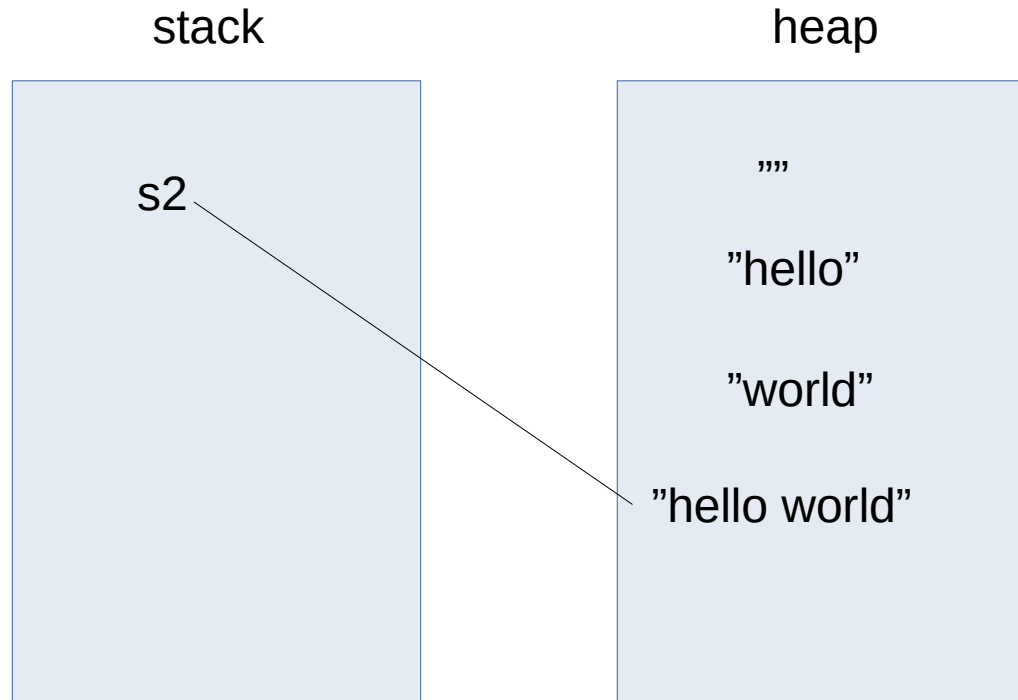 stack
heap
s2
””
”hello”
”world”
”hello world”